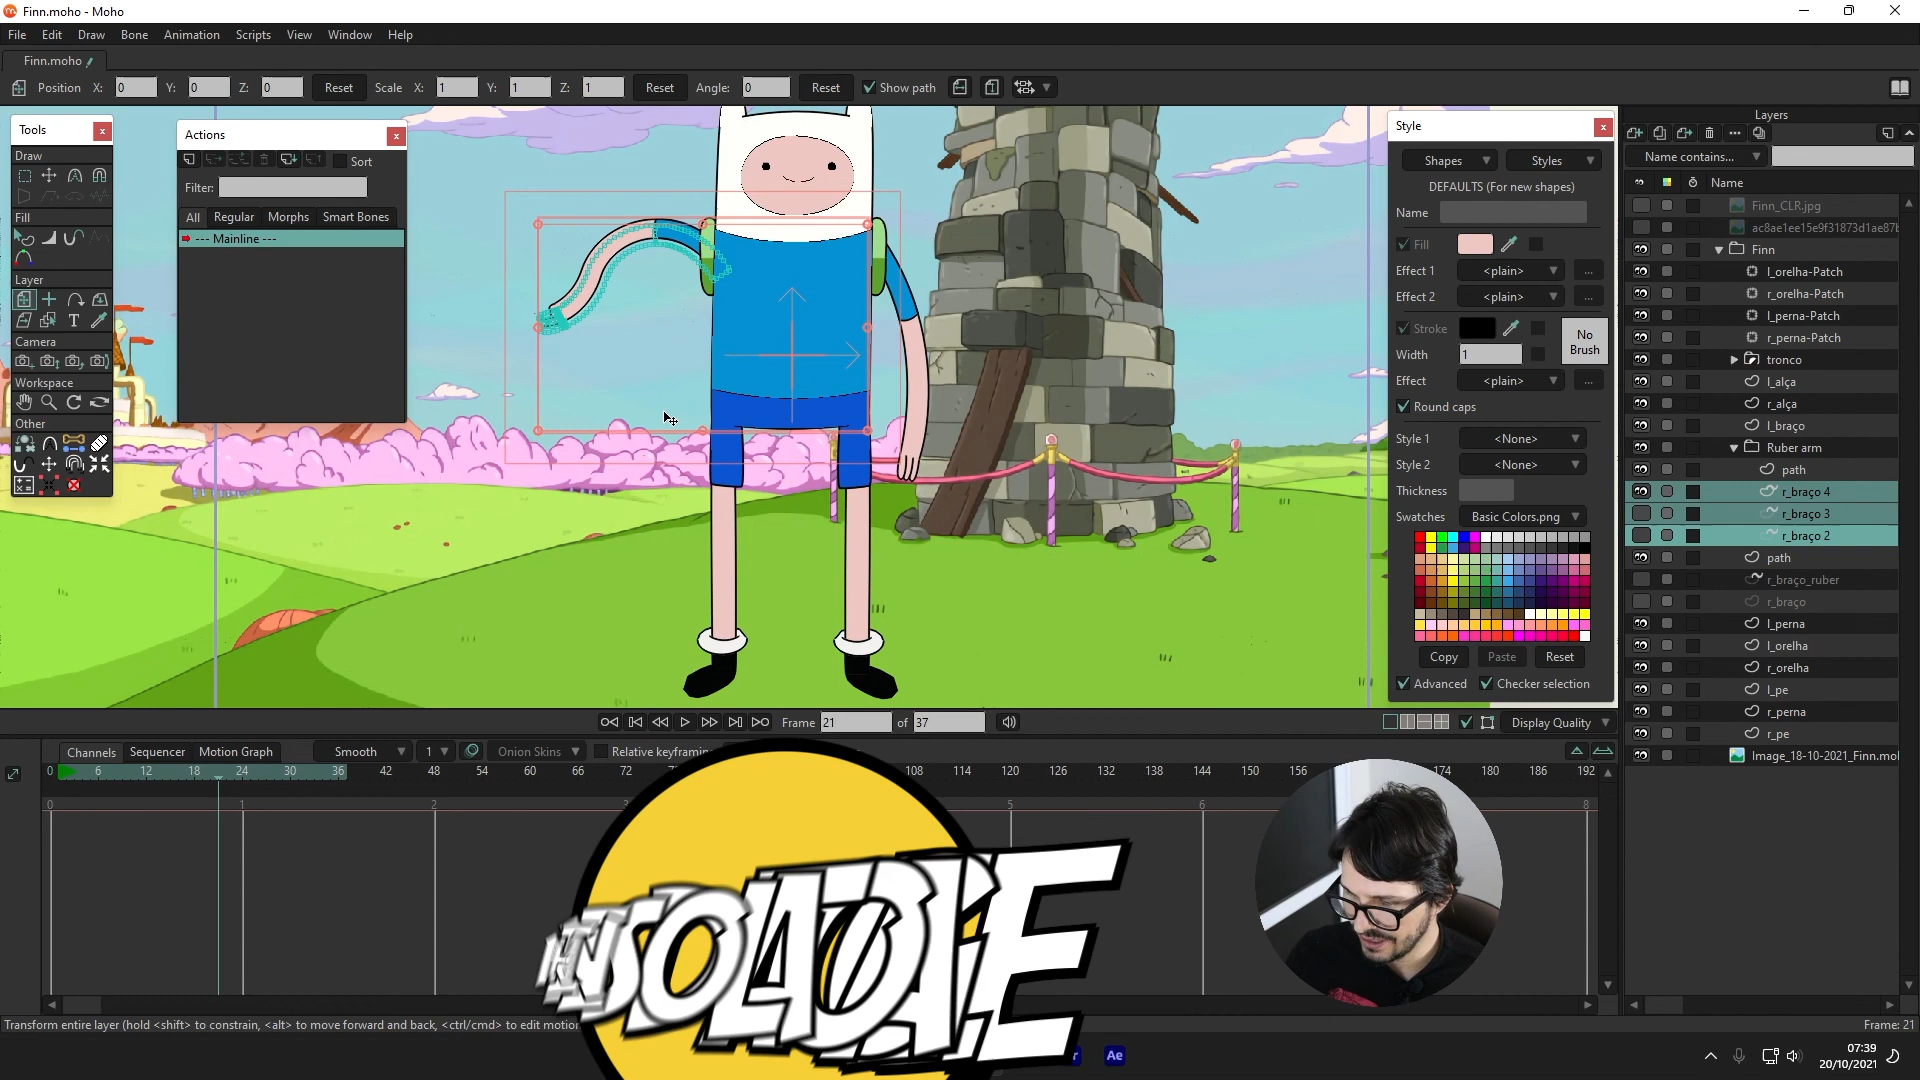 Finn.moho - Moho
File Edit Draw Bone Animation Scripts View Window Help
Finn.moho
Position X: 0 Y: 0 Z: 0 Reset Scale X: 1 Y: 1 Z: 1 Reset Angle: 0 Reset Show path
Tools
Draw
Fill
Layer
T
Camera
Workspace
Other
Actions
Sort
Filter:
All Regular Morphs Smart Bones
--- Mainline ---
Style
Shapes Styles
DEFAULTS (For new shapes)
Name
Fill
Effect 1 <plain> ...
Effect 2 <plain> ...
Stroke
No Brush
Width 1
Effect <plain> ...
Round caps
Style 1 <None>
Style 2 <None>
Thickness
Swatches Basic Colors.png
Copy Paste Reset
Advanced Checker selection
Layers
Name contains...
Name
Finn_CLR.jpg
ac8ae1ee15e9f31873d1ae87b
Finn
l_orelha-Patch
r_orelha-Patch
l_perna-Patch
r_perna-Patch
tronco
l_alça
r_alça
l_braço
Ruber arm
path
r_braço 4
r_braço 3
r_braço 2
path
r_braço_ruber
r_braço
l_perna
l_orelha
r_orelha
l_pe
r_perna
r_pe
Image_18-10-2021_Finn.mol
Frame 21 of 37
Display Quality
Channels Sequencer Motion Graph Smooth 1 Onion Skins Relative keyframin
0 6 12 18 24 30 36 42 48 54 60 66 72 108 114 120 126 132 138 144 150 156 174 180 186 192
0 1 2 3 5 6 8
Transform entire layer (hold <shift> to constrain, <alt> to move forward and back, <ctrl/cmd> to edit motion
Frame: 21
Ae
07:39
20/10/2021